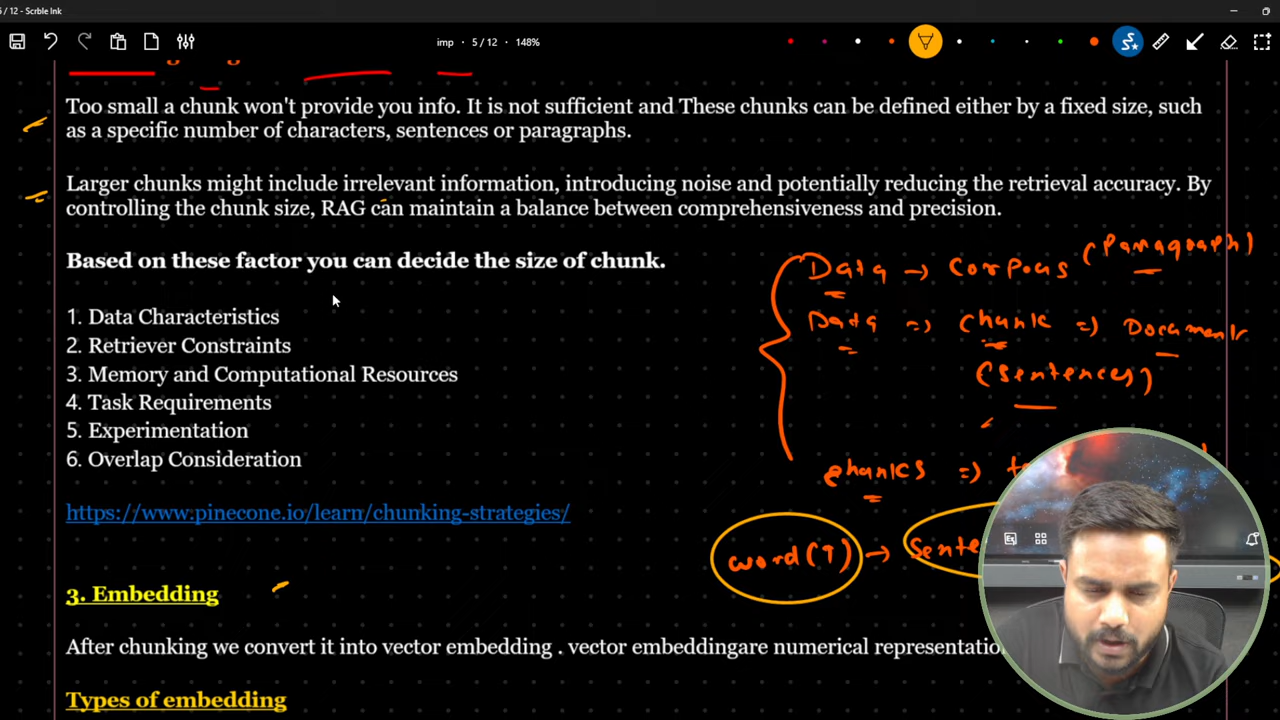 5 / 12 - Scrble Ink
imp • 5 / 12 • 148%
Too small a chunk won't provide you info. It is not sufficient and These chunks can be defined either by a fixed size, such
as a specific number of characters, sentences or paragraphs.
Larger chunks might include irrelevant information, introducing noise and potentially reducing the retrieval accuracy. By
controlling the chunk size, RAG can maintain a balance between comprehensiveness and precision.
Based on these factor you can decide the size of chunk.
1. Data Characteristics
2. Retriever Constraints
3. Memory and Computational Resources
4. Task Requirements
5. Experimentation
6. Overlap Consideration
https://www.pinecone.io/learn/chunking-strategies/
Data → Corpous (Paragraph)
Data => Chunk => Documents
(Sentences)
chunks =>
word(↑) → Sente
3. Embedding
After chunking we convert it into vector embedding . vector embeddingare numerical representatio
Types of embedding